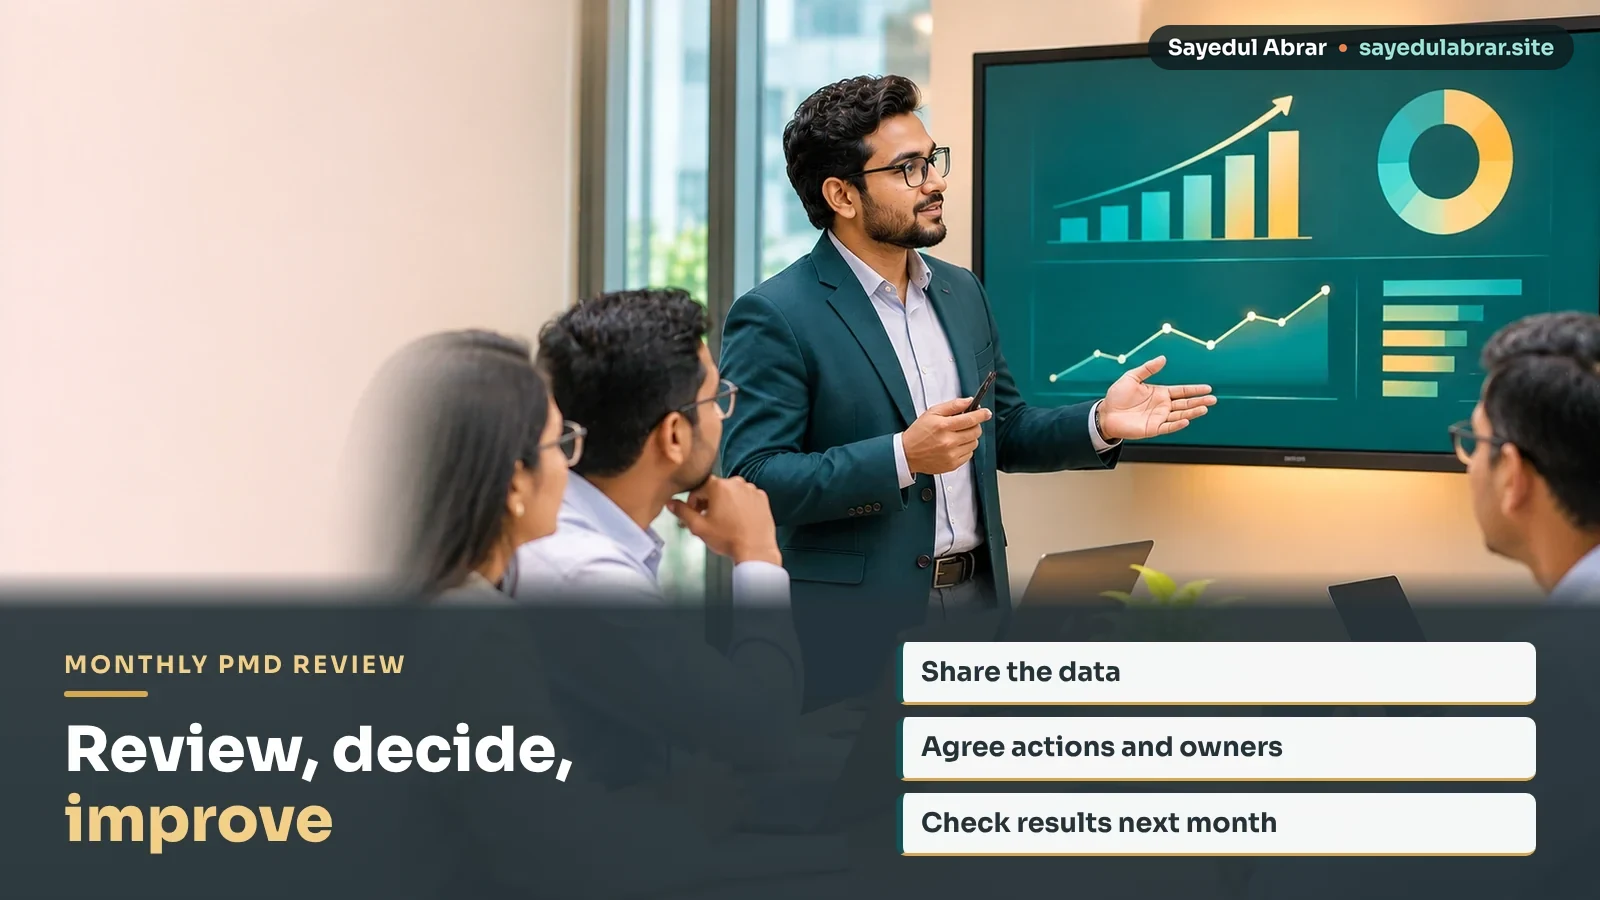 Sayedul Abrar • sayedulabrar.site
MONTHLY PMD REVIEW
Review, decide,
improve
Share the data
Agree actions and owners
Check results next month